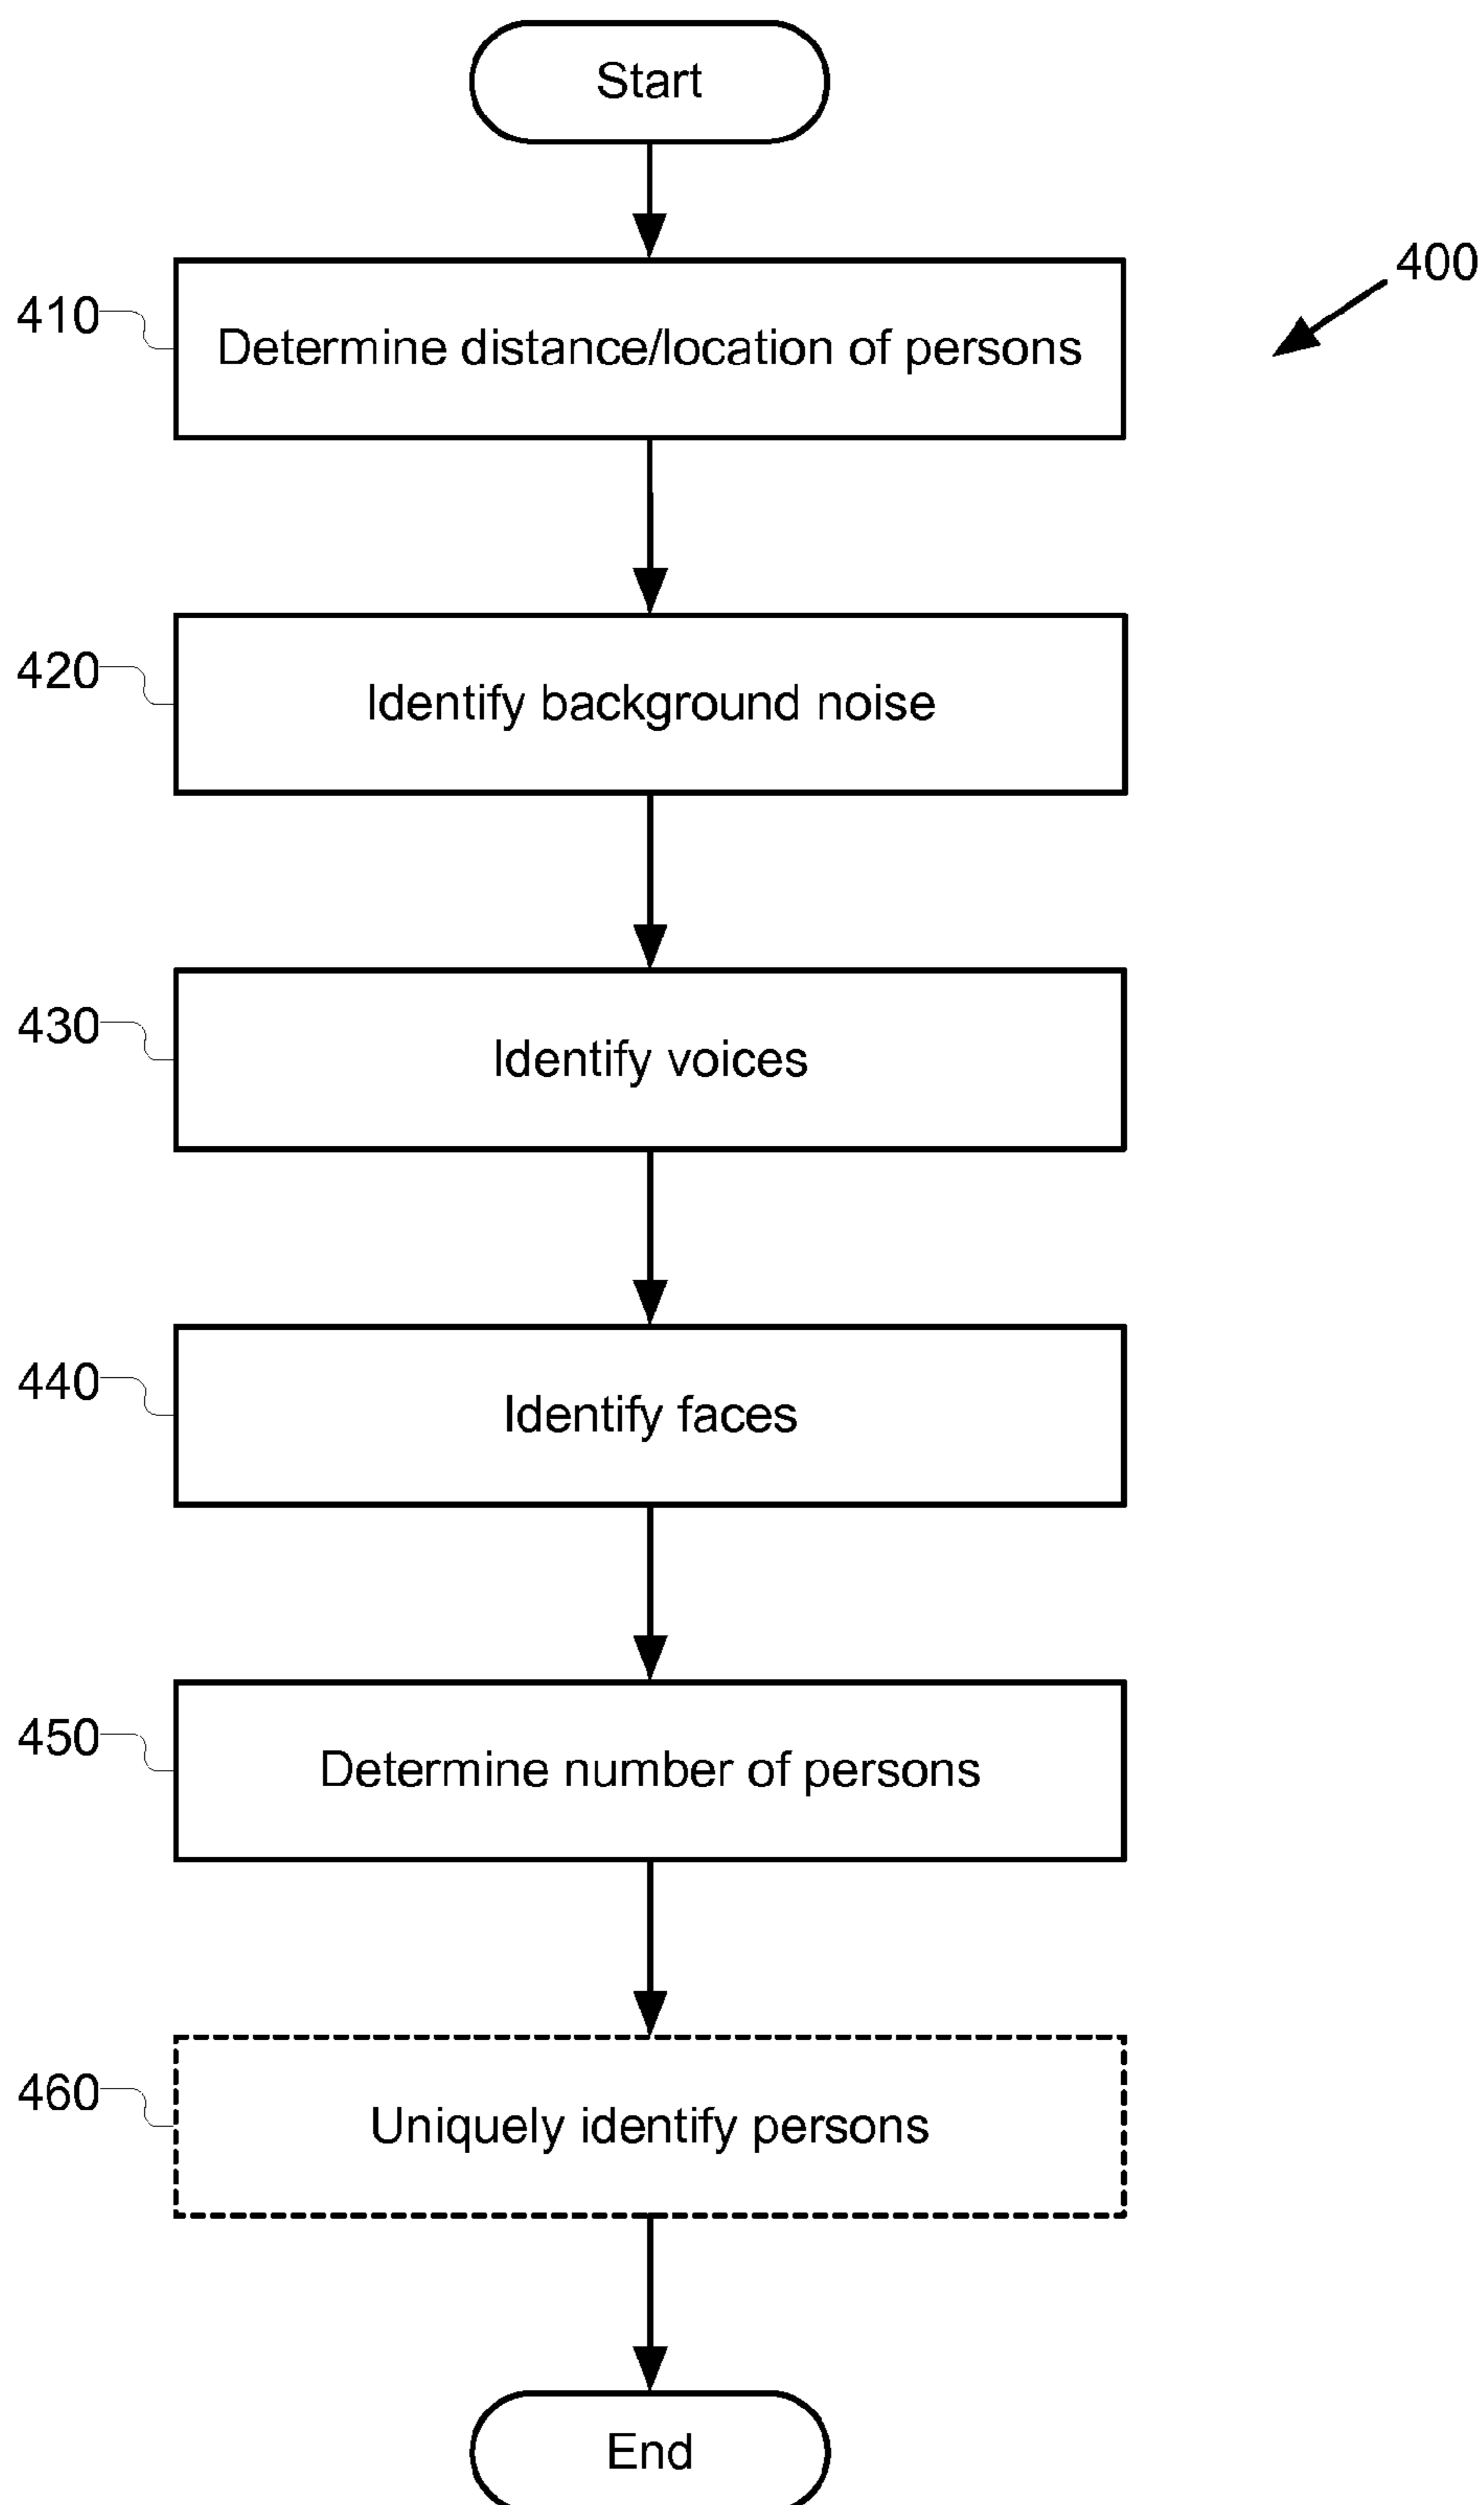 Start
400
410
Determine distance/location of persons
420
Identify background noise
430
Identify voices
440
Identify faces
450
Determine number of persons
460
Uniquely identify persons
End